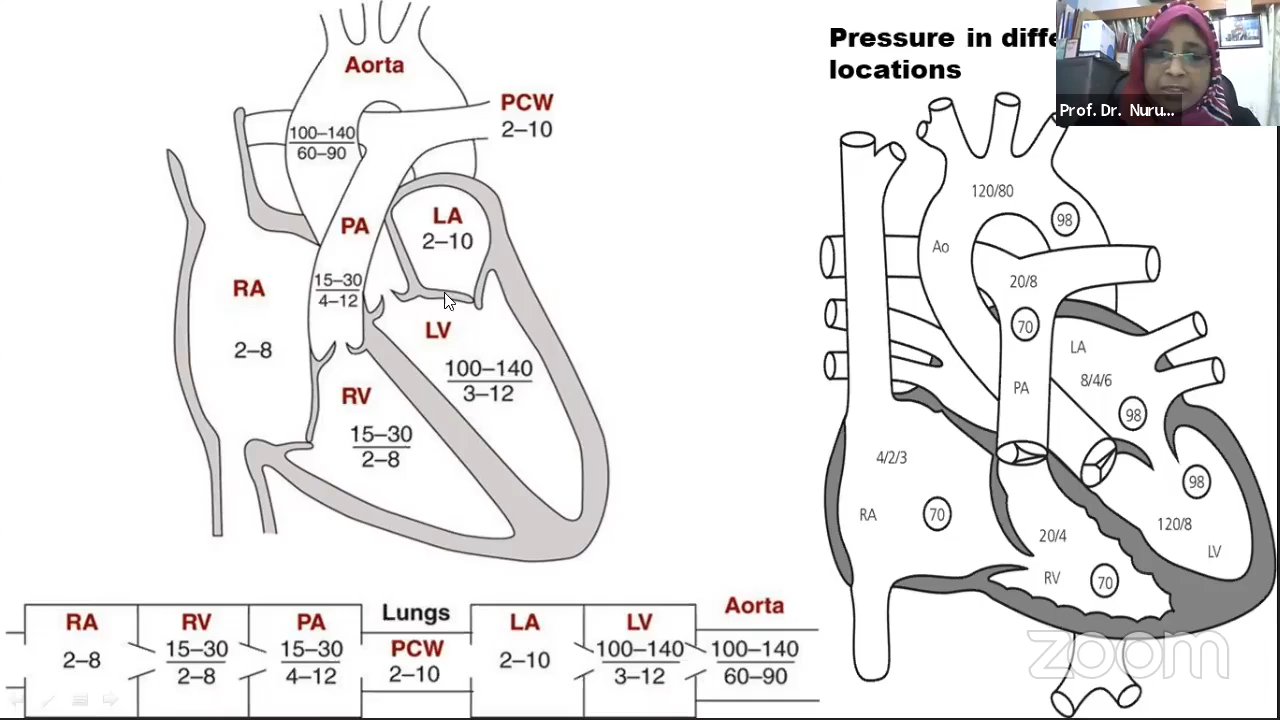 Aorta
PCW
2–10
100–140
60–90
PA
LA
2–10
15–30
4–12
RA
2–8
LV
100–140
3–12
RV
15–30
2–8
RA
2–8
RV
15–30
2–8
PA
15–30
4–12
Lungs
PCW
2–10
LA
2–10
LV
100–140
3–12
Aorta
100–140
60–90
Pressure in diffe
locations
Prof. Dr. Nuru...
120/80
98
Ao
20/8
70
LA
8/4/6
PA
98
4/2/3
98
RA
70
120/8
20/4
LV
RV
70
zoom